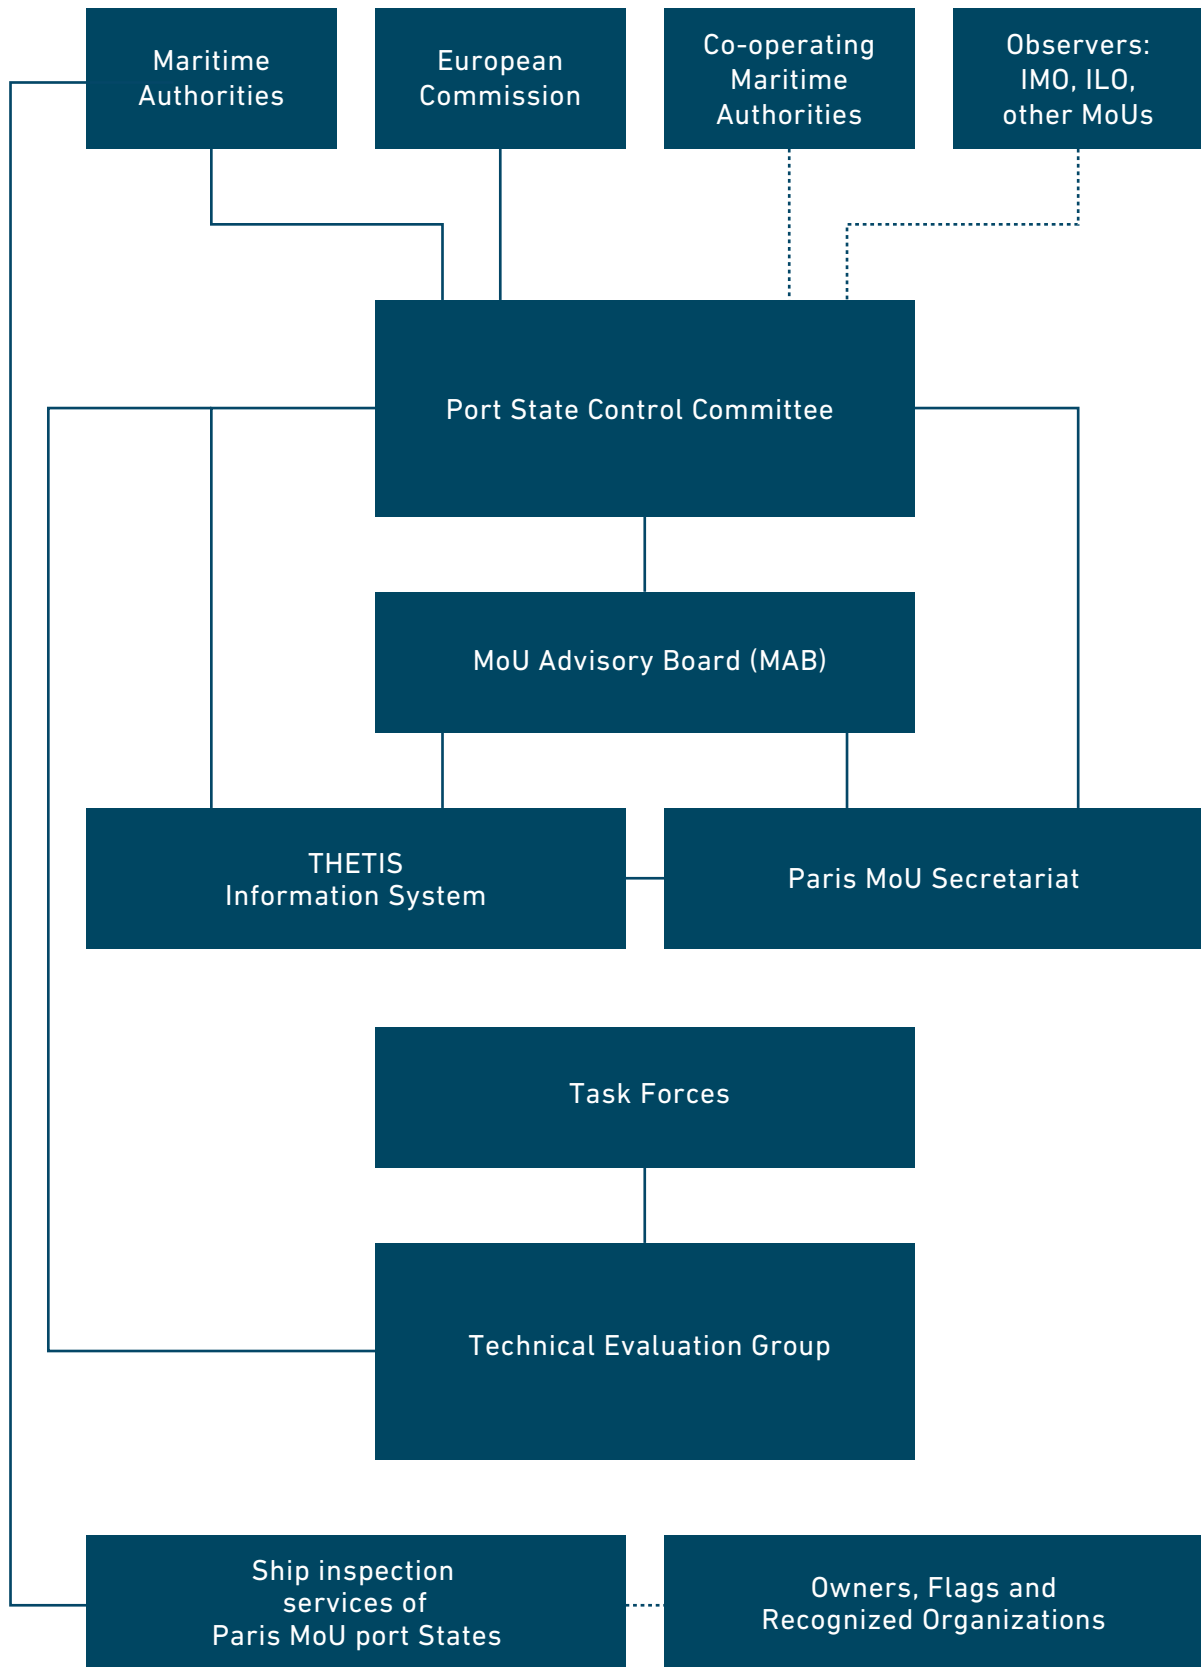 Maritime
Authorities
European
Commission
Co-operating
Maritime
Authorities
Observers:
IMO, ILO,
other MoUs
Port State Control Committee
MoU Advisory Board (MAB)
THETIS
Information System
Paris MoU Secretariat
Task Forces
Technical Evaluation Group
Ship inspection
services of
Paris MoU port States
Owners, Flags and
Recognized Organizations